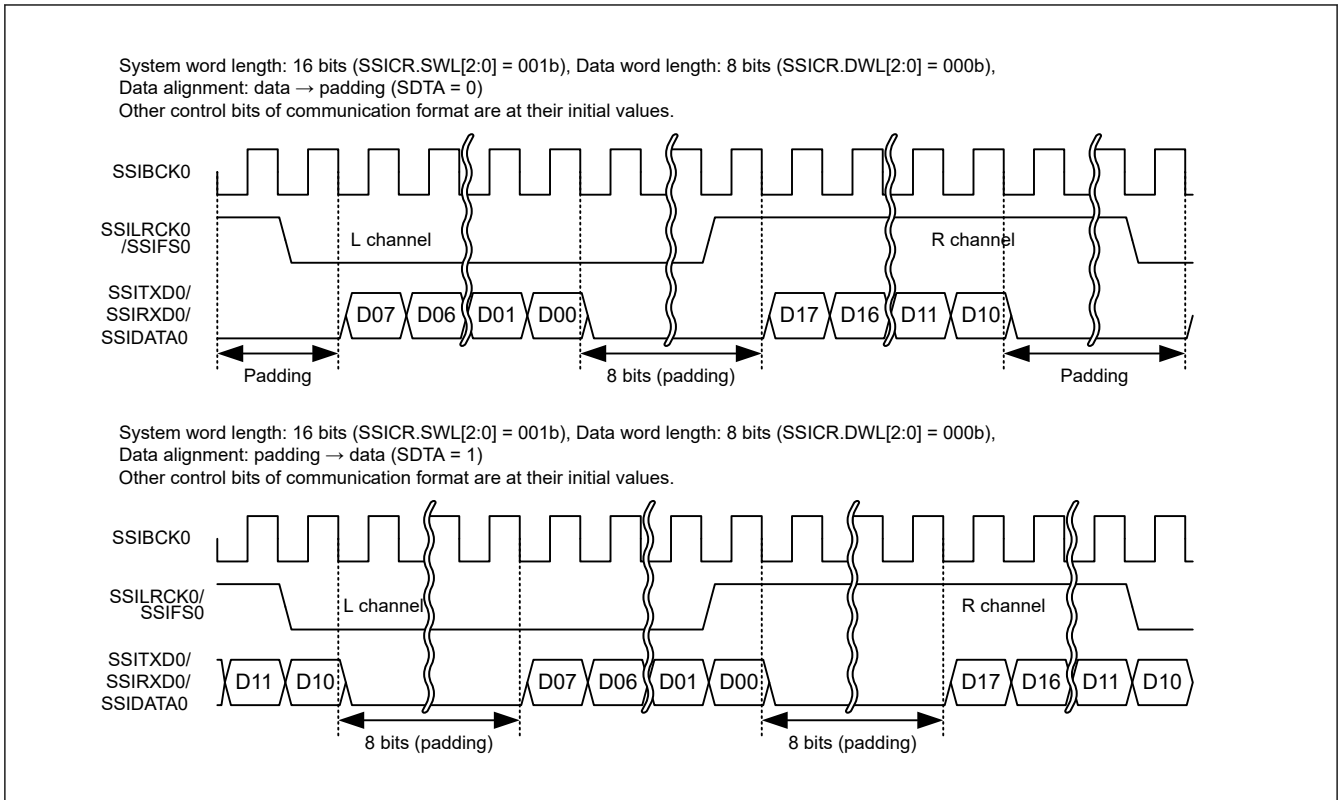 System word length: 16 bits (SSICR.SWL[2:0] = 001b), Data word length: 8 bits (SSICR.DWL[2:0] = 000b),
Data alignment: data → padding (SDTA = 0)
Other control bits of communication format are at their initial values.
SSIBCK0
SSILRCK0
/SSIFS0
L channel
R channel
SSITXD0/
SSIRXD0/
SSIDATA0
D07 D06 D01 D00 D17 D16 D11 D10
Padding
8 bits (padding)
Padding
System word length: 16 bits (SSICR.SWL[2:0] = 001b), Data word length: 8 bits (SSICR.DWL[2:0] = 000b),
Data alignment: padding → data (SDTA = 1)
Other control bits of communication format are at their initial values.
SSIBCK0
SSILRCK0/
SSIFS0
L channel
R channel
SSITXD0/
SSIRXD0/
SSIDATA0
D11 D10 D07 D06 D01 D00 D17 D16 D11 D10
8 bits (padding)
8 bits (padding)